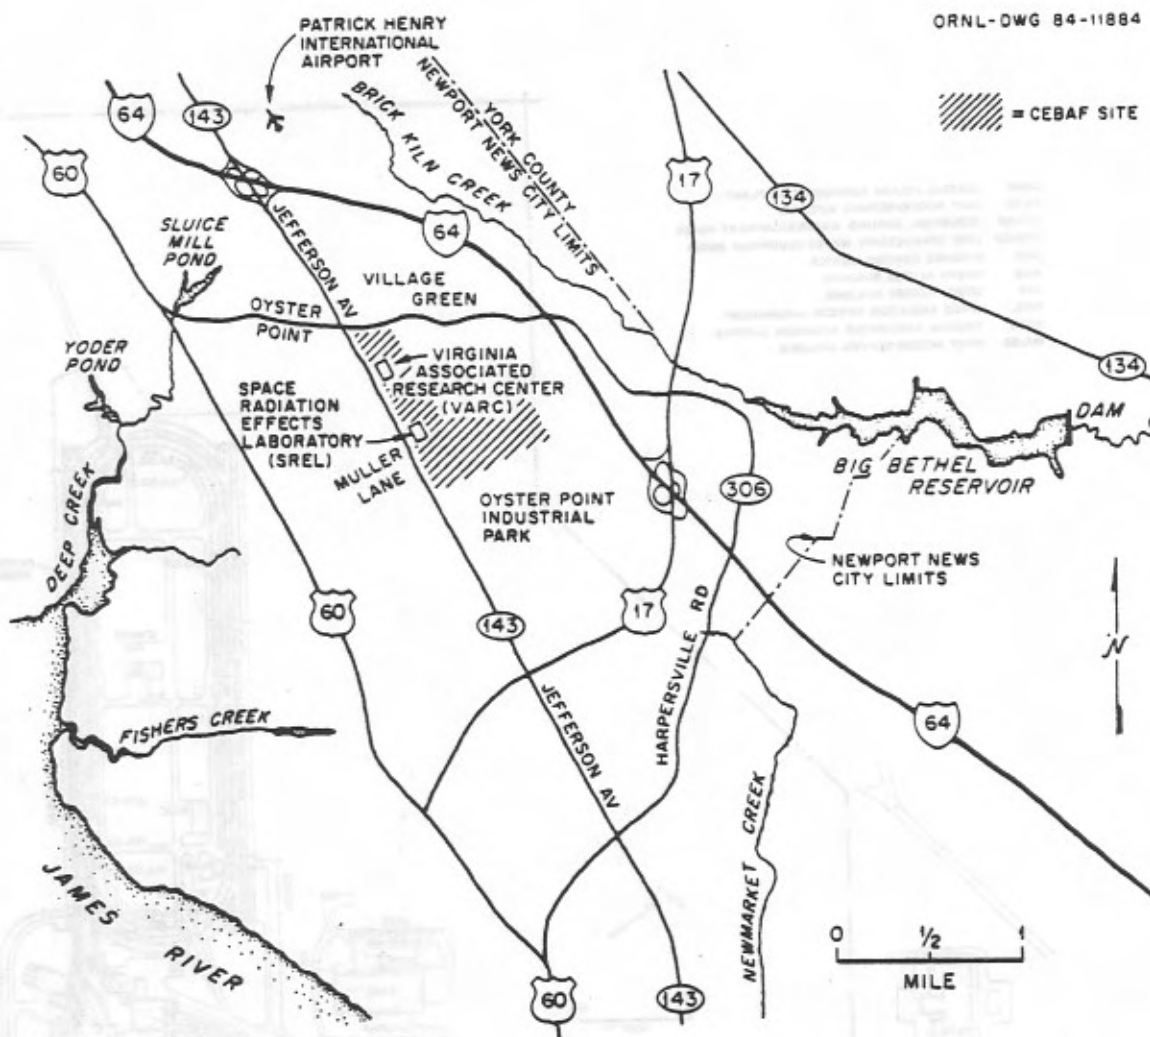 ORNL-DWG 84-11884
PATRICK HENRY
INTERNATIONAL
AIRPORT
= CEBAF SITE
YORK COUNTY
NEWPORT NEWS CITY LIMITS
BRICK KILN CREEK
64
143
60
17
134
SLUICE
MILL
POND
JEFFERSON AV
64
VILLAGE
GREEN
OYSTER
POINT
YODER
POND
VIRGINIA
ASSOCIATED
RESEARCH CENTER
(VARC)
134
DAM
SPACE
RADIATION
EFFECTS
LABORATORY
(SREL)
MULLER
LANE
BIG BETHEL
RESERVOIR
306
OYSTER POINT
INDUSTRIAL
PARK
DEEP CREEK
NEWPORT NEWS
CITY LIMITS
60
143
17
HARPERSVILLE RD
N
JEFFERSON AV
FISHERS CREEK
64
NEWMARKET CREEK
JAMES
RIVER
0 1/2 1
MILE
60
143